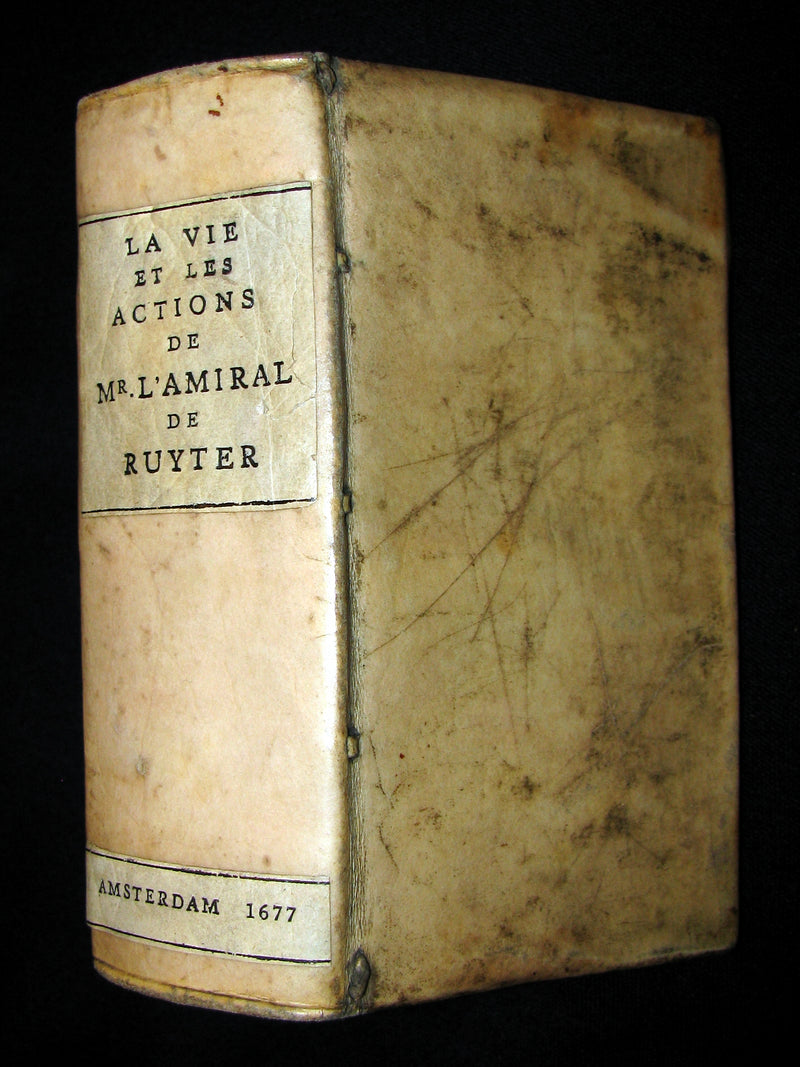 LA VIE
ET LES
ACTIONS
DE
MR. L'AMIRAL
DE
RUYTER
AMSTERDAM 1677